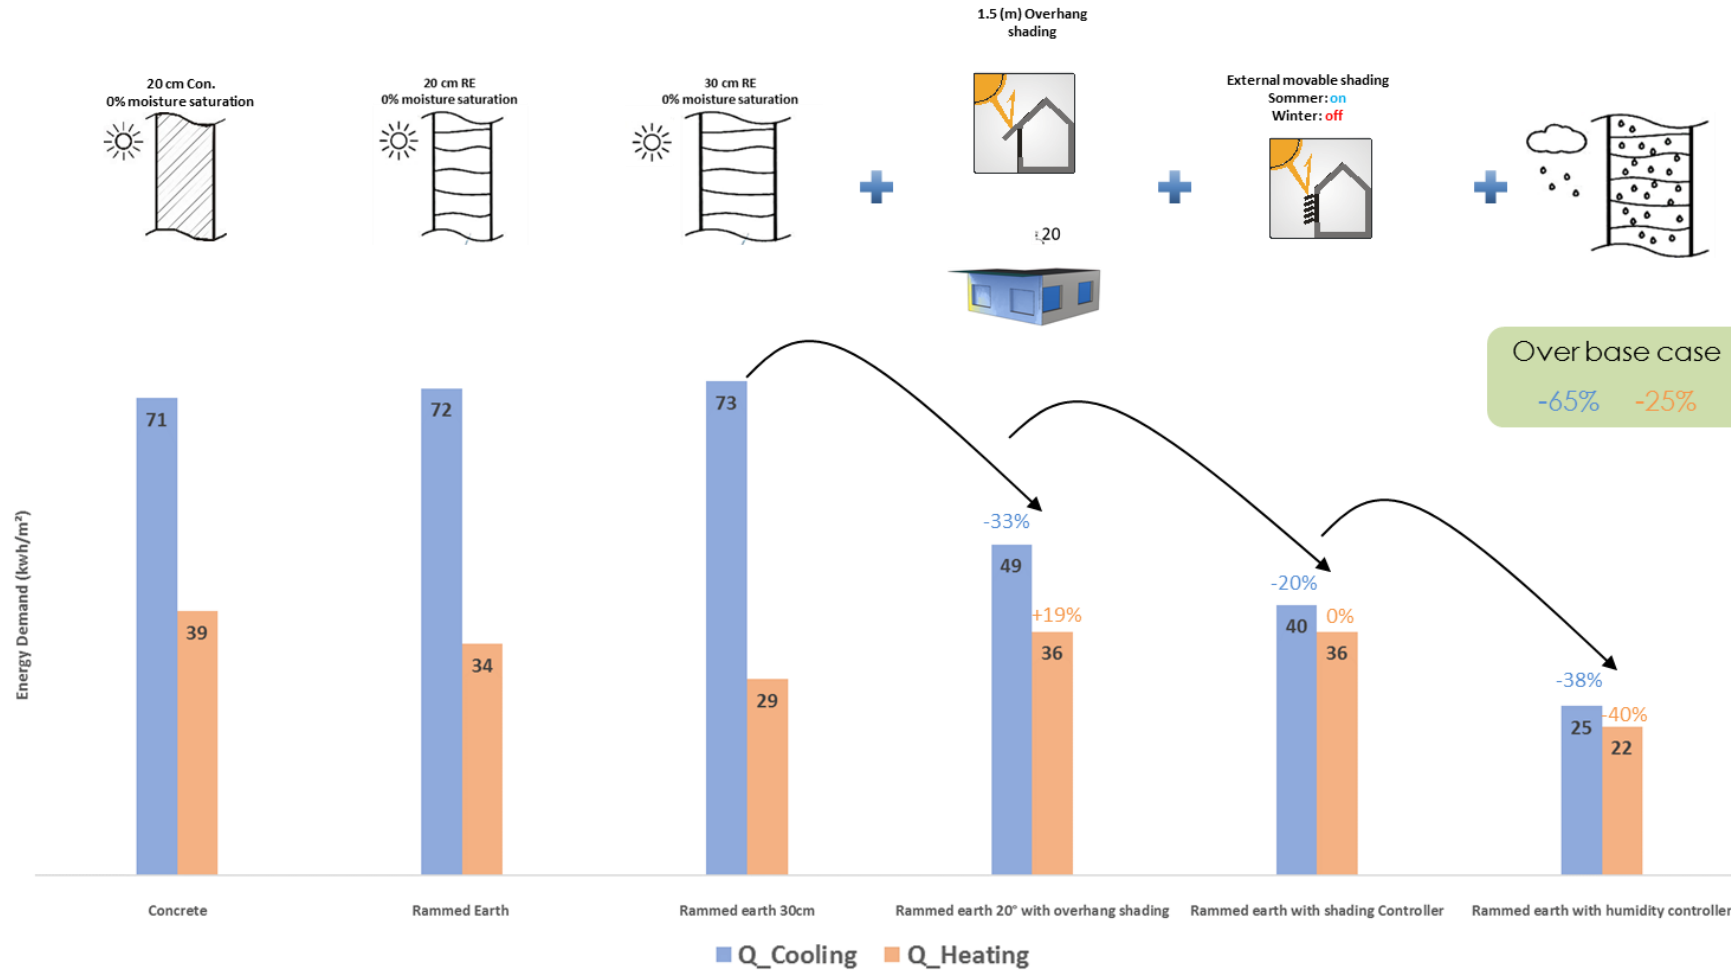 1.5 (m) Overhang
shading
20 cm Con.
0% moisture saturation
20 cm RE
0% moisture saturation
30 cm RE
0% moisture saturation
External movable shading
Sommer: on
Winter: off
20
Over base case
-65% -25%
Energy Demand (kwh/m²)
71
39
72
34
73
29
-33%
49
+19%
36
-20%
40
0%
36
-38%
25
-40%
22
Concrete
Rammed Earth
Rammed earth 30cm
Rammed earth 20° with overhang shading
Rammed earth with shading Controller
Rammed earth with humidity controller
Q_Cooling
Q_Heating